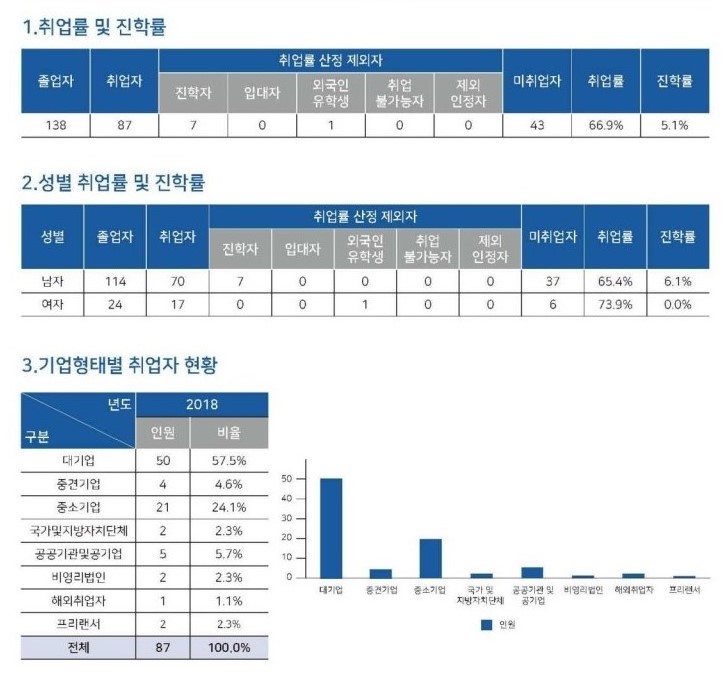 1.취업률 및 진학률
졸업자 취업자 취업률 산정 제외자 미취업자 취업률 진학률
진학자 입대자 외국인 유학생 취업 불가능자 제외 인정자
138 87 7 0 1 0 0 43 66.9% 5.1%
2.성별 취업률 및 진학률
성별 졸업자 취업자 취업률 산정 제외자 미취업자 취업률 진학률
진학자 입대자 외국인 유학생 취업 불가능자 제외 인정자
남자 114 70 7 0 0 0 0 37 65.4% 6.1%
여자 24 17 0 0 1 0 0 6 73.9% 0.0%
3.기업형태별 취업자 현황
년도 2018
구분 인원 비율
대기업 50 57.5%
중견기업 4 4.6%
중소기업 21 24.1%
국가및지방자치단체 2 2.3%
공공기관및공기업 5 5.7%
비영리법인 2 2.3%
해외취업자 1 1.1%
프리랜서 2 2.3%
전체 87 100.0%
50
40
30
20
10
0
대기업 중견기업 중소기업 국가 및 지방자치단체 공공기관 및 공기업 비영리법인 해외취업자 프리랜서
인원